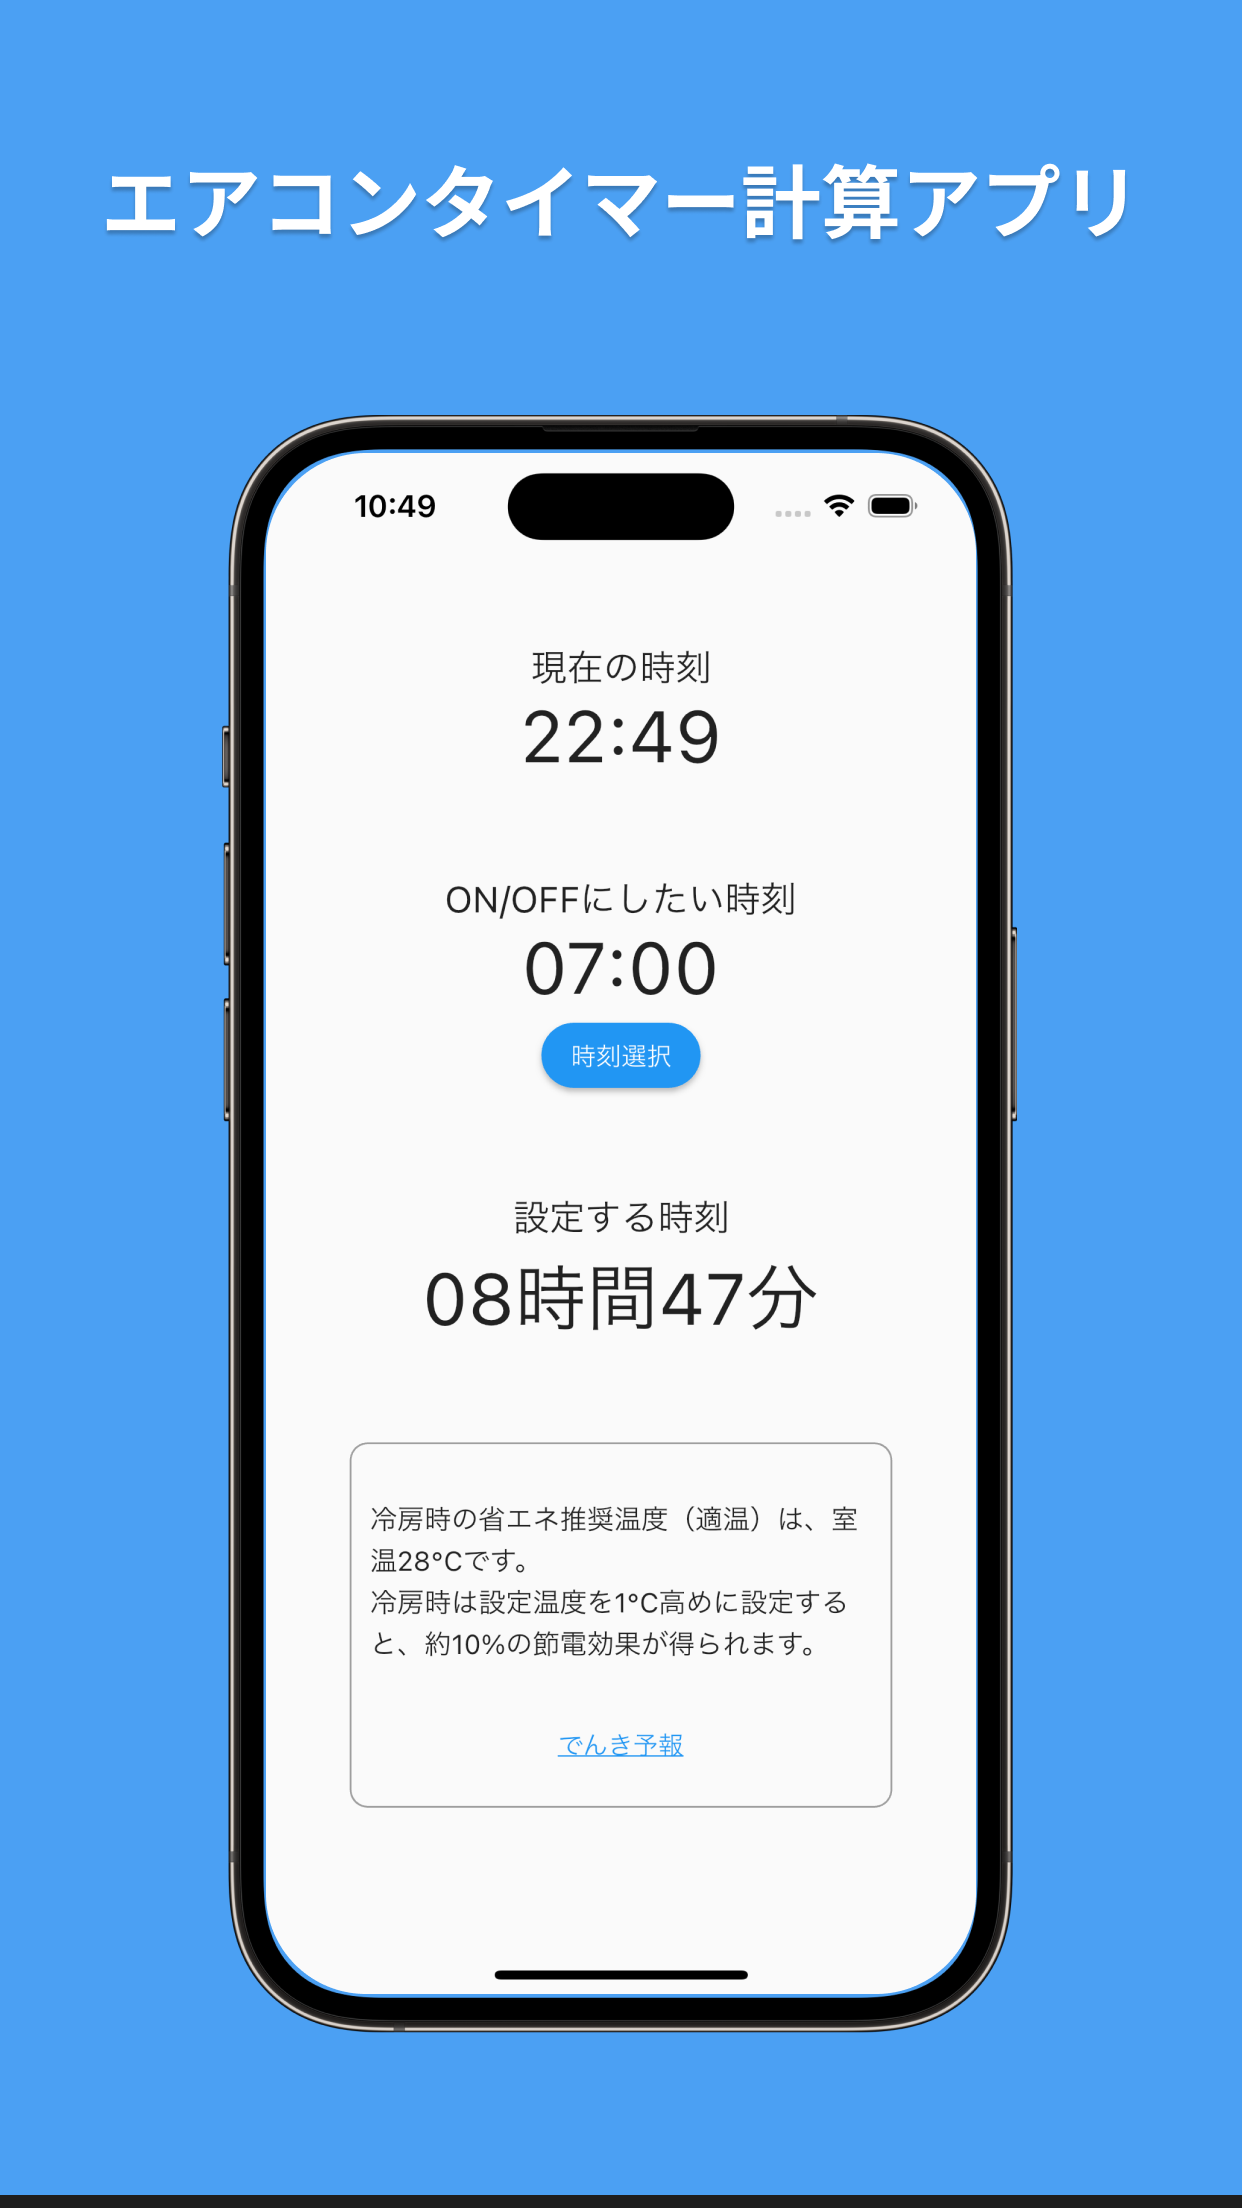 エアコンタイマー計算アプリ
10:49
現在の時刻
22:49
ON/OFFにしたい時刻
07:00
時刻選択
設定する時刻
08時間47分
冷房時の省エネ推奨温度（適温）は、室
温28°Cです。
冷房時は設定温度を1°C高めに設定する
と、約10%の節電効果が得られます。
でんき予報